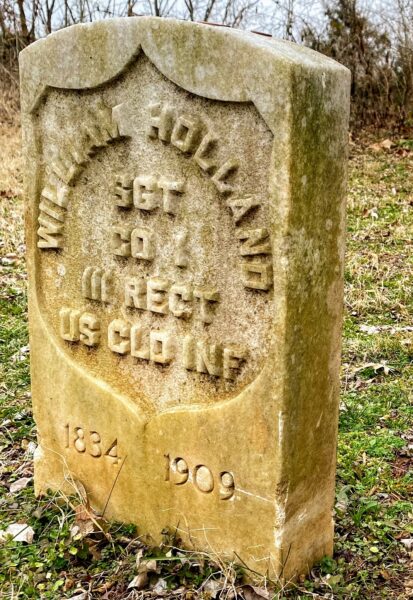 WILLIAM HOLLAND
SGT
CO
111 REGT
US CLD INF
1834 1909